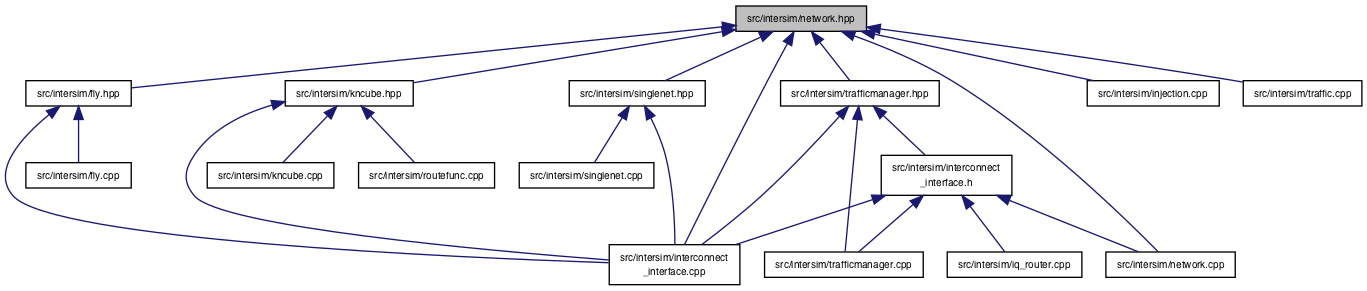 src/intersim/network.hpp
src/intersim/fly.hpp
src/intersim/kncube.hpp
src/intersim/singlenet.hpp
src/intersim/trafficmanager.hpp
src/intersim/injection.cpp
src/intersim/traffic.cpp
src/intersim/fly.cpp
src/intersim/kncube.cpp
src/intersim/routefunc.cpp
src/intersim/singlenet.cpp
src/intersim/interconnect
_interface.h
src/intersim/interconnect
_interface.cpp
src/intersim/trafficmanager.cpp
src/intersim/iq_router.cpp
src/intersim/network.cpp